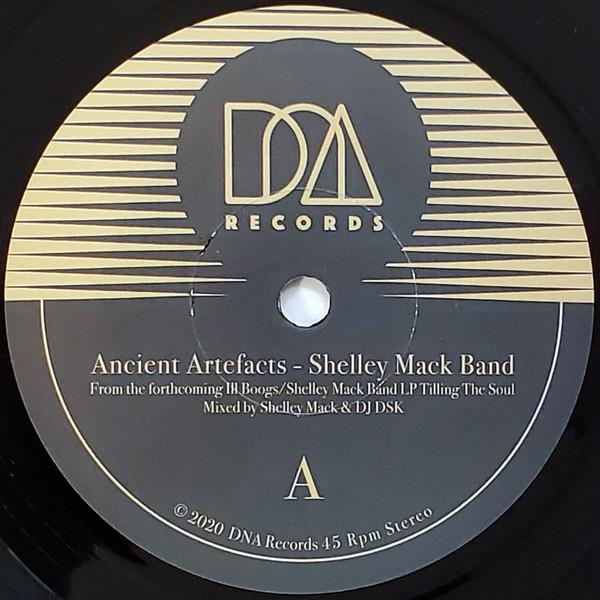 DNA
RECORDS
Ancient Artefacts - Shelley Mack Band
From the forthcoming Ill Boogs/Shelley Mack Band LP Tilling The Soul
Mixed by Shelley Mack & DJ DSK
A
© 2020 DNA Records 45 Rpm Stereo